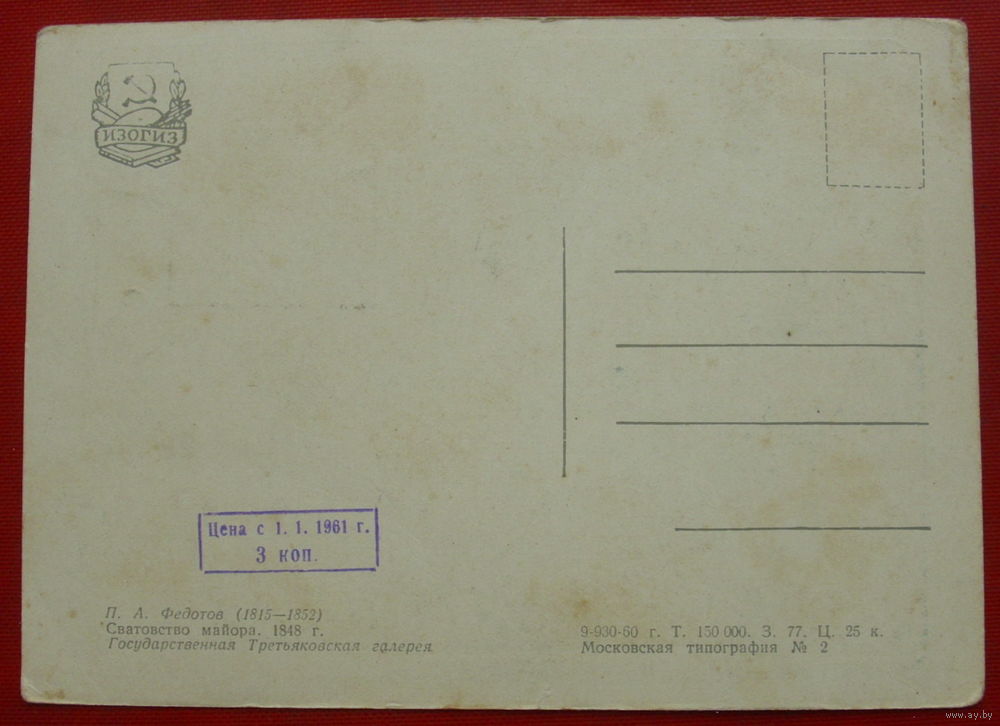 ИЗОГИЗ
Цена с 1. 1. 1961 г.
3 коп.
П. А. Федотов (1815—1852)
Сватовство майора. 1848 г.
Государственная Третьяковская галерея
9-930-60 г. Т. 150 000. З. 77. Ц. 25 к.
Московская типография № 2
www.ay.by